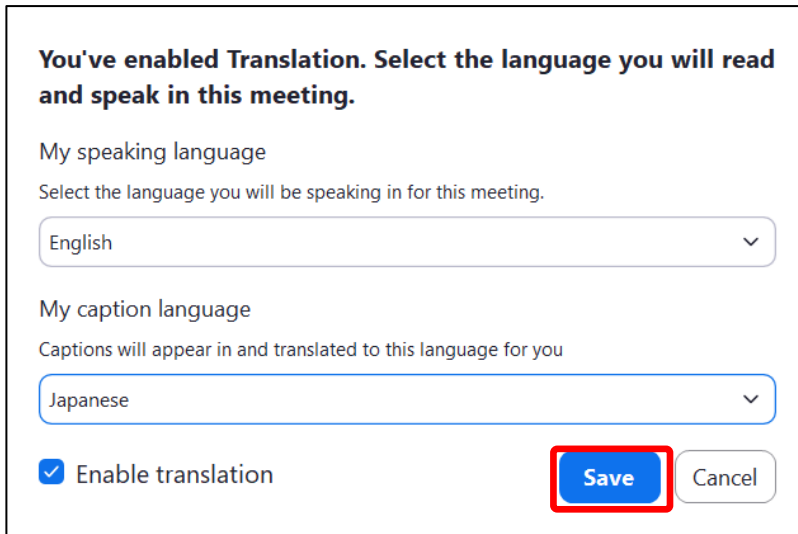 You've enabled Translation. Select the language you will read
and speak in this meeting.
My speaking language
Select the language you will be speaking in for this meeting.
English
My caption language
Captions will appear in and translated to this language for you
Japanese
Enable translation
Save
Cancel